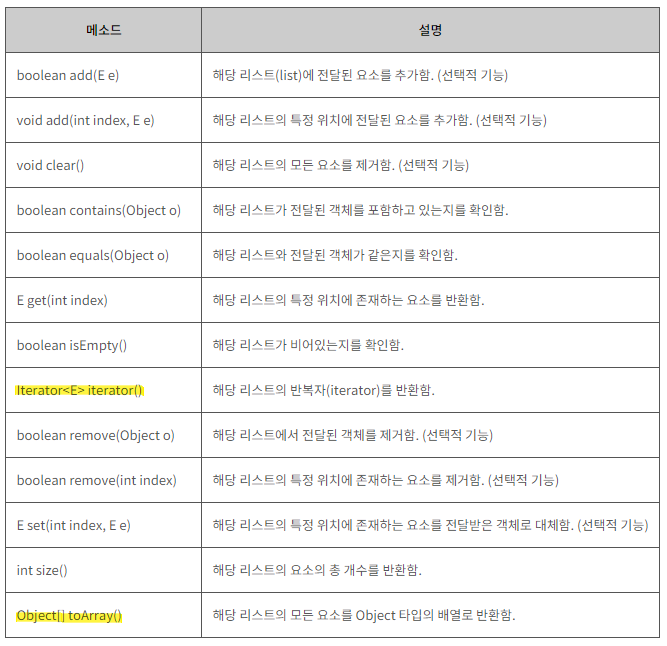 메소드 설명
boolean add(E e) 해당 리스트(list)에 전달된 요소를 추가함. (선택적 기능)
void add(int index, E e) 해당 리스트의 특정 위치에 전달된 요소를 추가함. (선택적 기능)
void clear() 해당 리스트의 모든 요소를 제거함. (선택적 기능)
boolean contains(Object o) 해당 리스트가 전달된 객체를 포함하고 있는지를 확인함.
boolean equals(Object o) 해당 리스트와 전달된 객체가 같은지를 확인함.
E get(int index) 해당 리스트의 특정 위치에 존재하는 요소를 반환함.
boolean isEmpty() 해당 리스트가 비어있는지를 확인함.
Iterator<E> iterator() 해당 리스트의 반복자(iterator)를 반환함.
boolean remove(Object o) 해당 리스트에서 전달된 객체를 제거함. (선택적 기능)
boolean remove(int index) 해당 리스트의 특정 위치에 존재하는 요소를 제거함. (선택적 기능)
E set(int index, E e) 해당 리스트의 특정 위치에 존재하는 요소를 전달받은 객체로 대체함. (선택적 기능)
int size() 해당 리스트의 요소의 총 개수를 반환함.
Object[] toArray() 해당 리스트의 모든 요소를 Object 타입의 배열로 반환함.